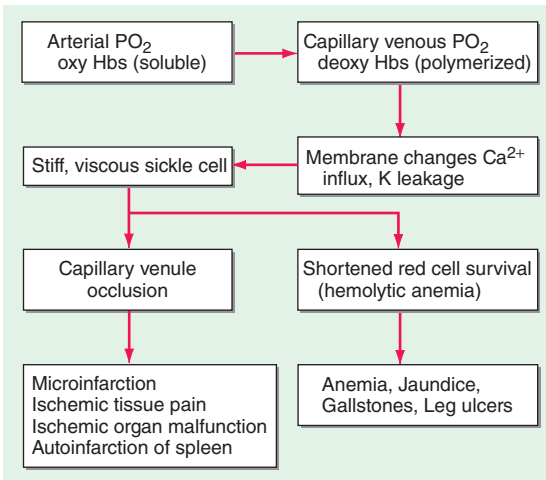 Arterial PO₂
oxy Hbs (soluble)
Capillary venous PO₂
deoxy Hbs (polymerized)
Membrane changes Ca²⁺
influx, K leakage
Stiff, viscous sickle cell
Capillary venule
occlusion
Shortened red cell survival
(hemolytic anemia)
Microinfarction
Ischemic tissue pain
Ischemic organ malfunction
Autoinfarction of spleen
Anemia, Jaundice,
Gallstones, Leg ulcers